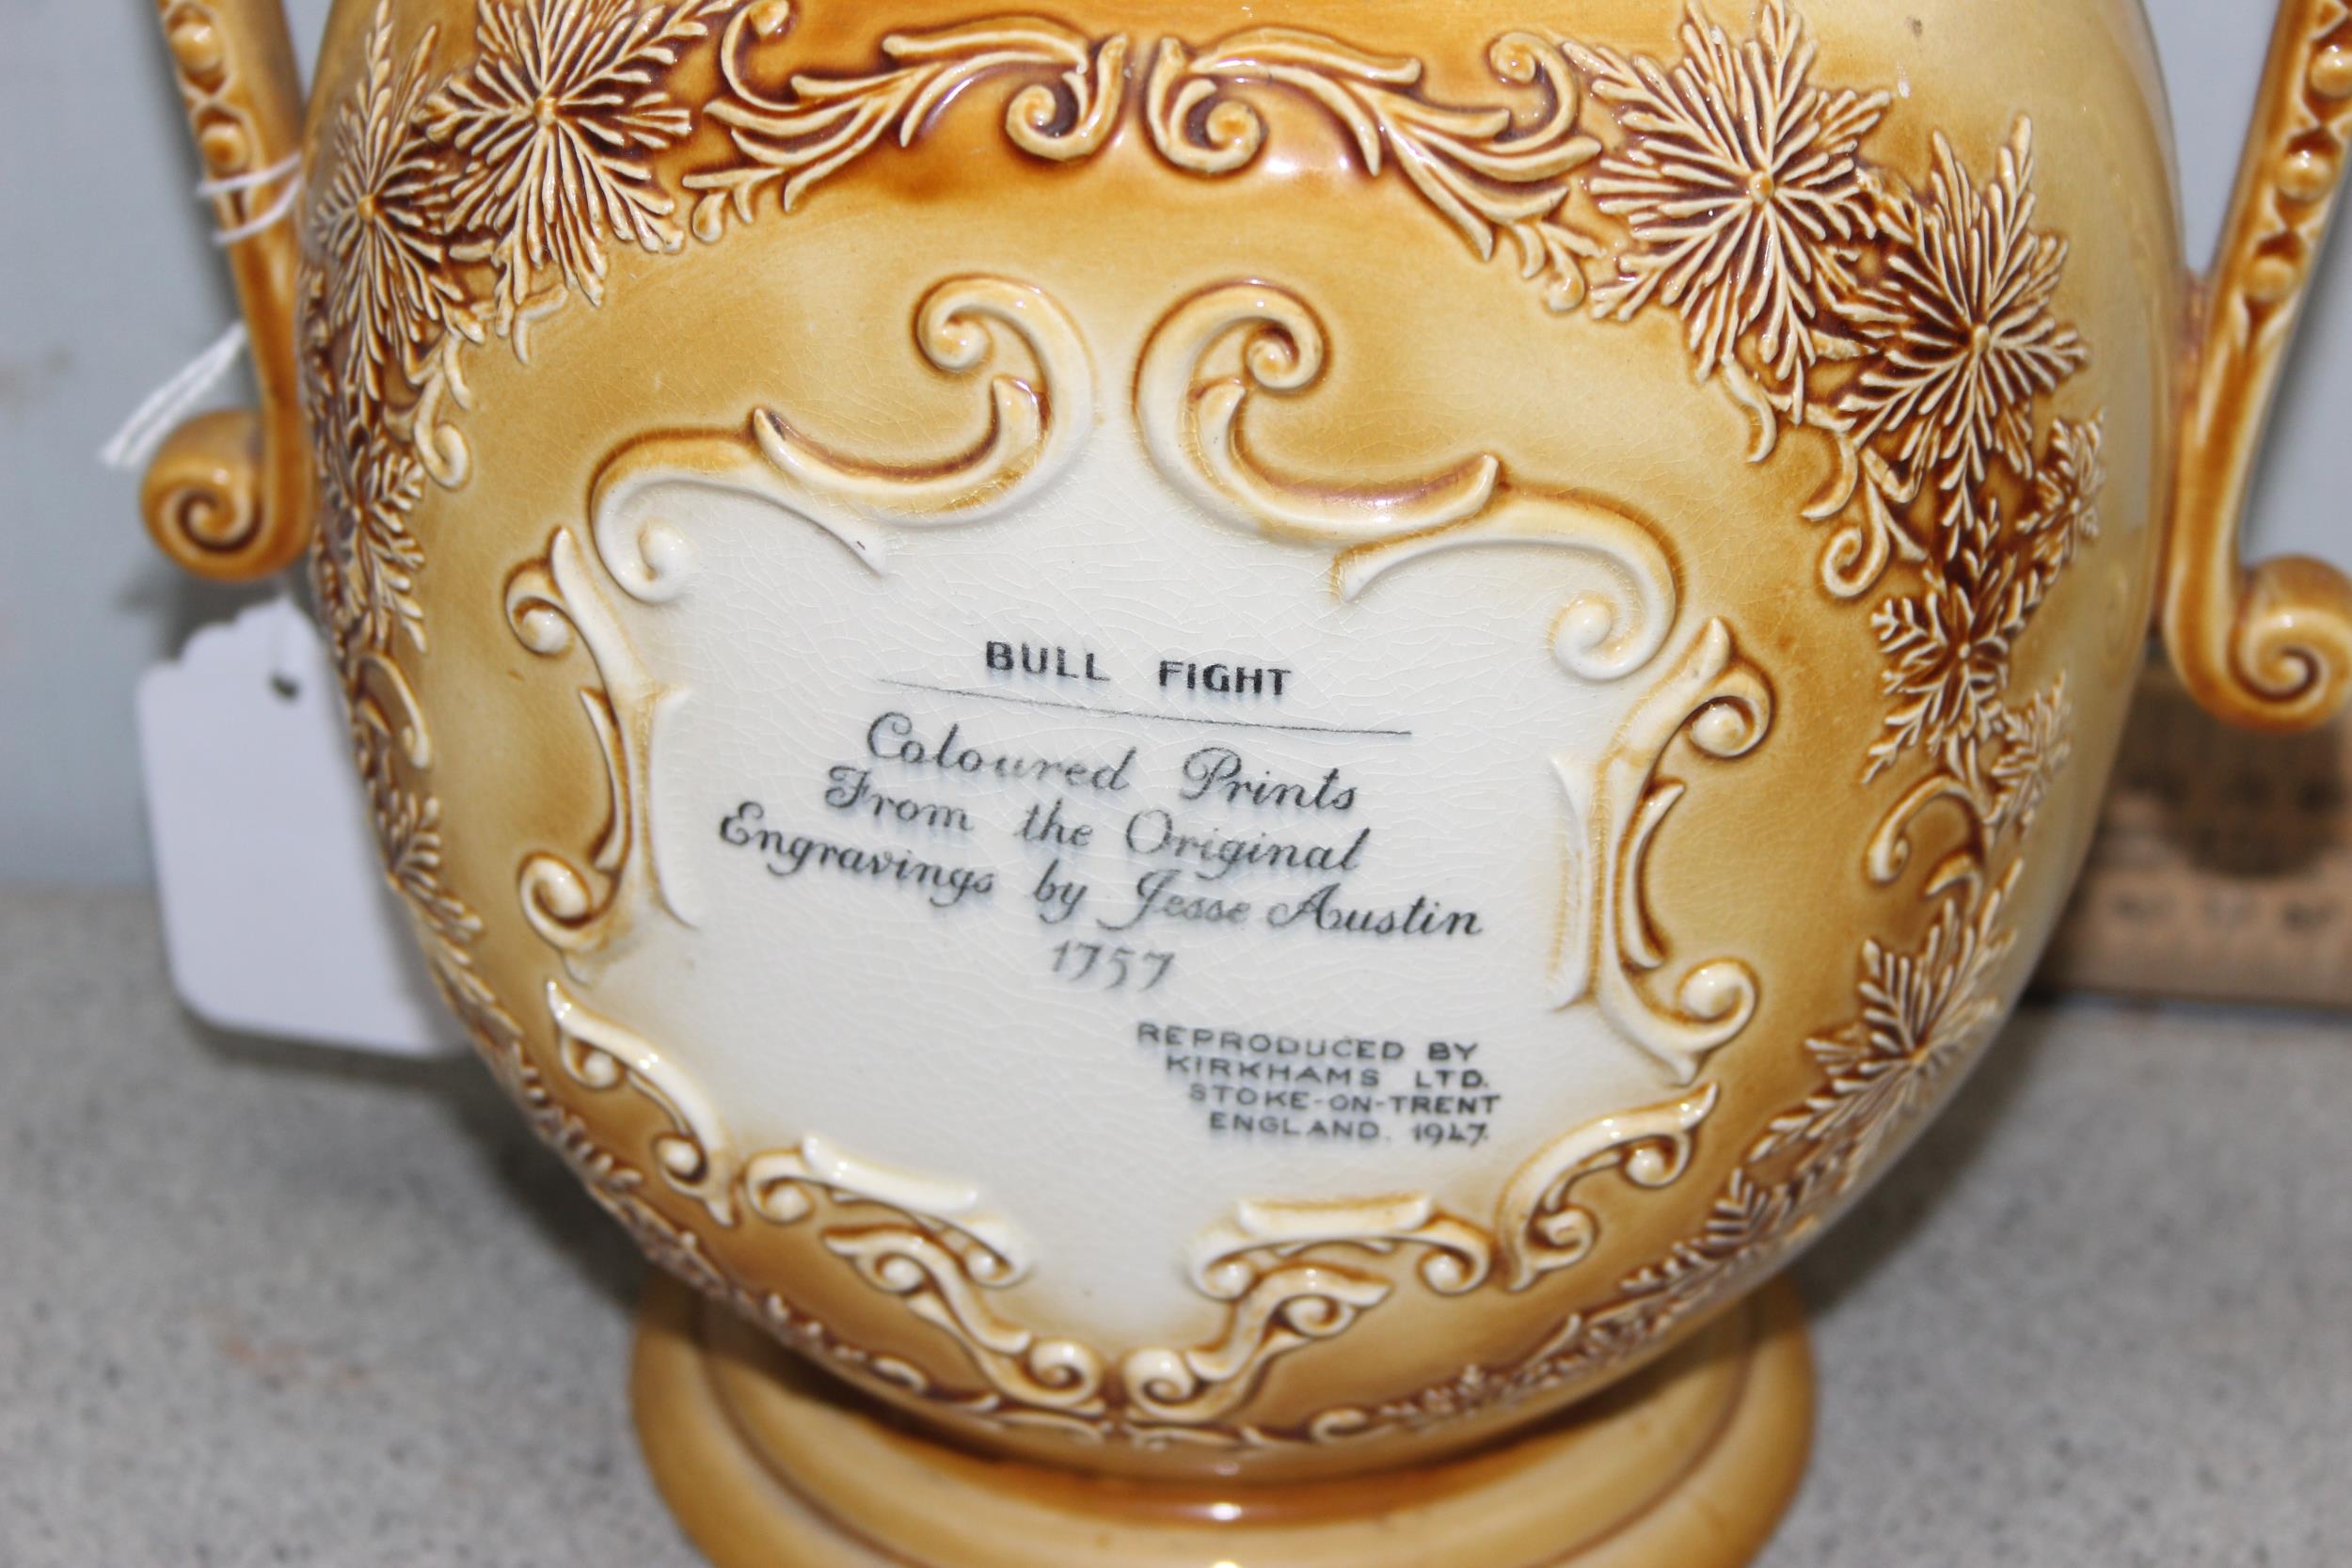 BULL FIGHT
Coloured Prints
From the Original
Engravings by Jesse Austin
1757
REPRODUCED BY
KIRKHAMS LTD.
STOKE-ON-TRENT
ENGLAND. 1947.